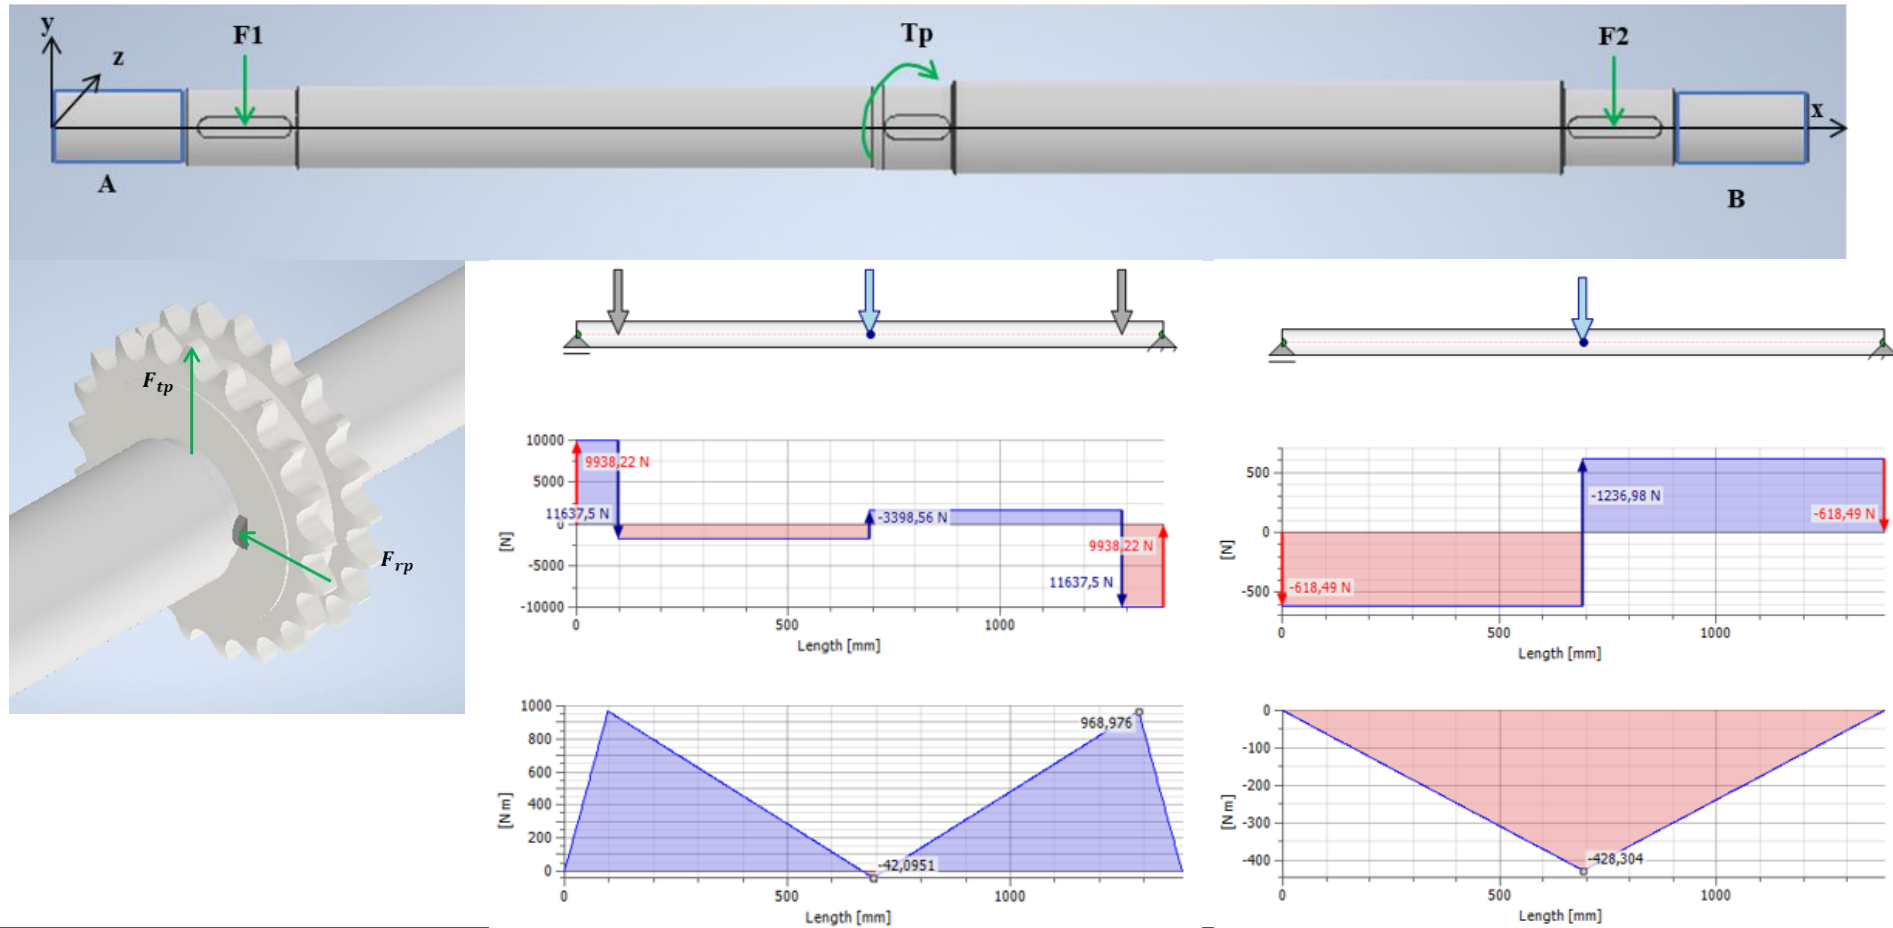 y
z
F1
Tp
F2
x
A
B
Ftp
Frp
10000
5000
0
-5000
-10000
[N]
9938,22 N
11637,5 N
-3398,56 N
9938,22 N
11637,5 N
0
500
1000
Length [mm]
500
0
-500
[N]
-1236,98 N
-618,49 N
-618,49 N
0
500
1000
Length [mm]
1000
800
600
400
200
0
[N m]
968,976
-42,0951
0
500
1000
Length [mm]
0
-100
-200
-300
-400
[N m]
-428,304
0
500
1000
Length [mm]